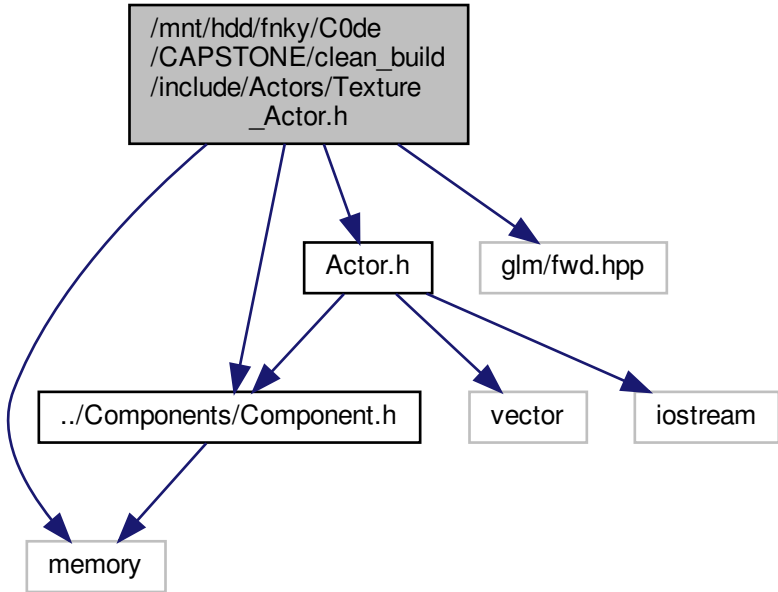 /mnt/hdd/fnky/C0de
/CAPSTONE/clean_build
/include/Actors/Texture
_Actor.h
Actor.h
glm/fwd.hpp
../Components/Component.h
vector
iostream
memory